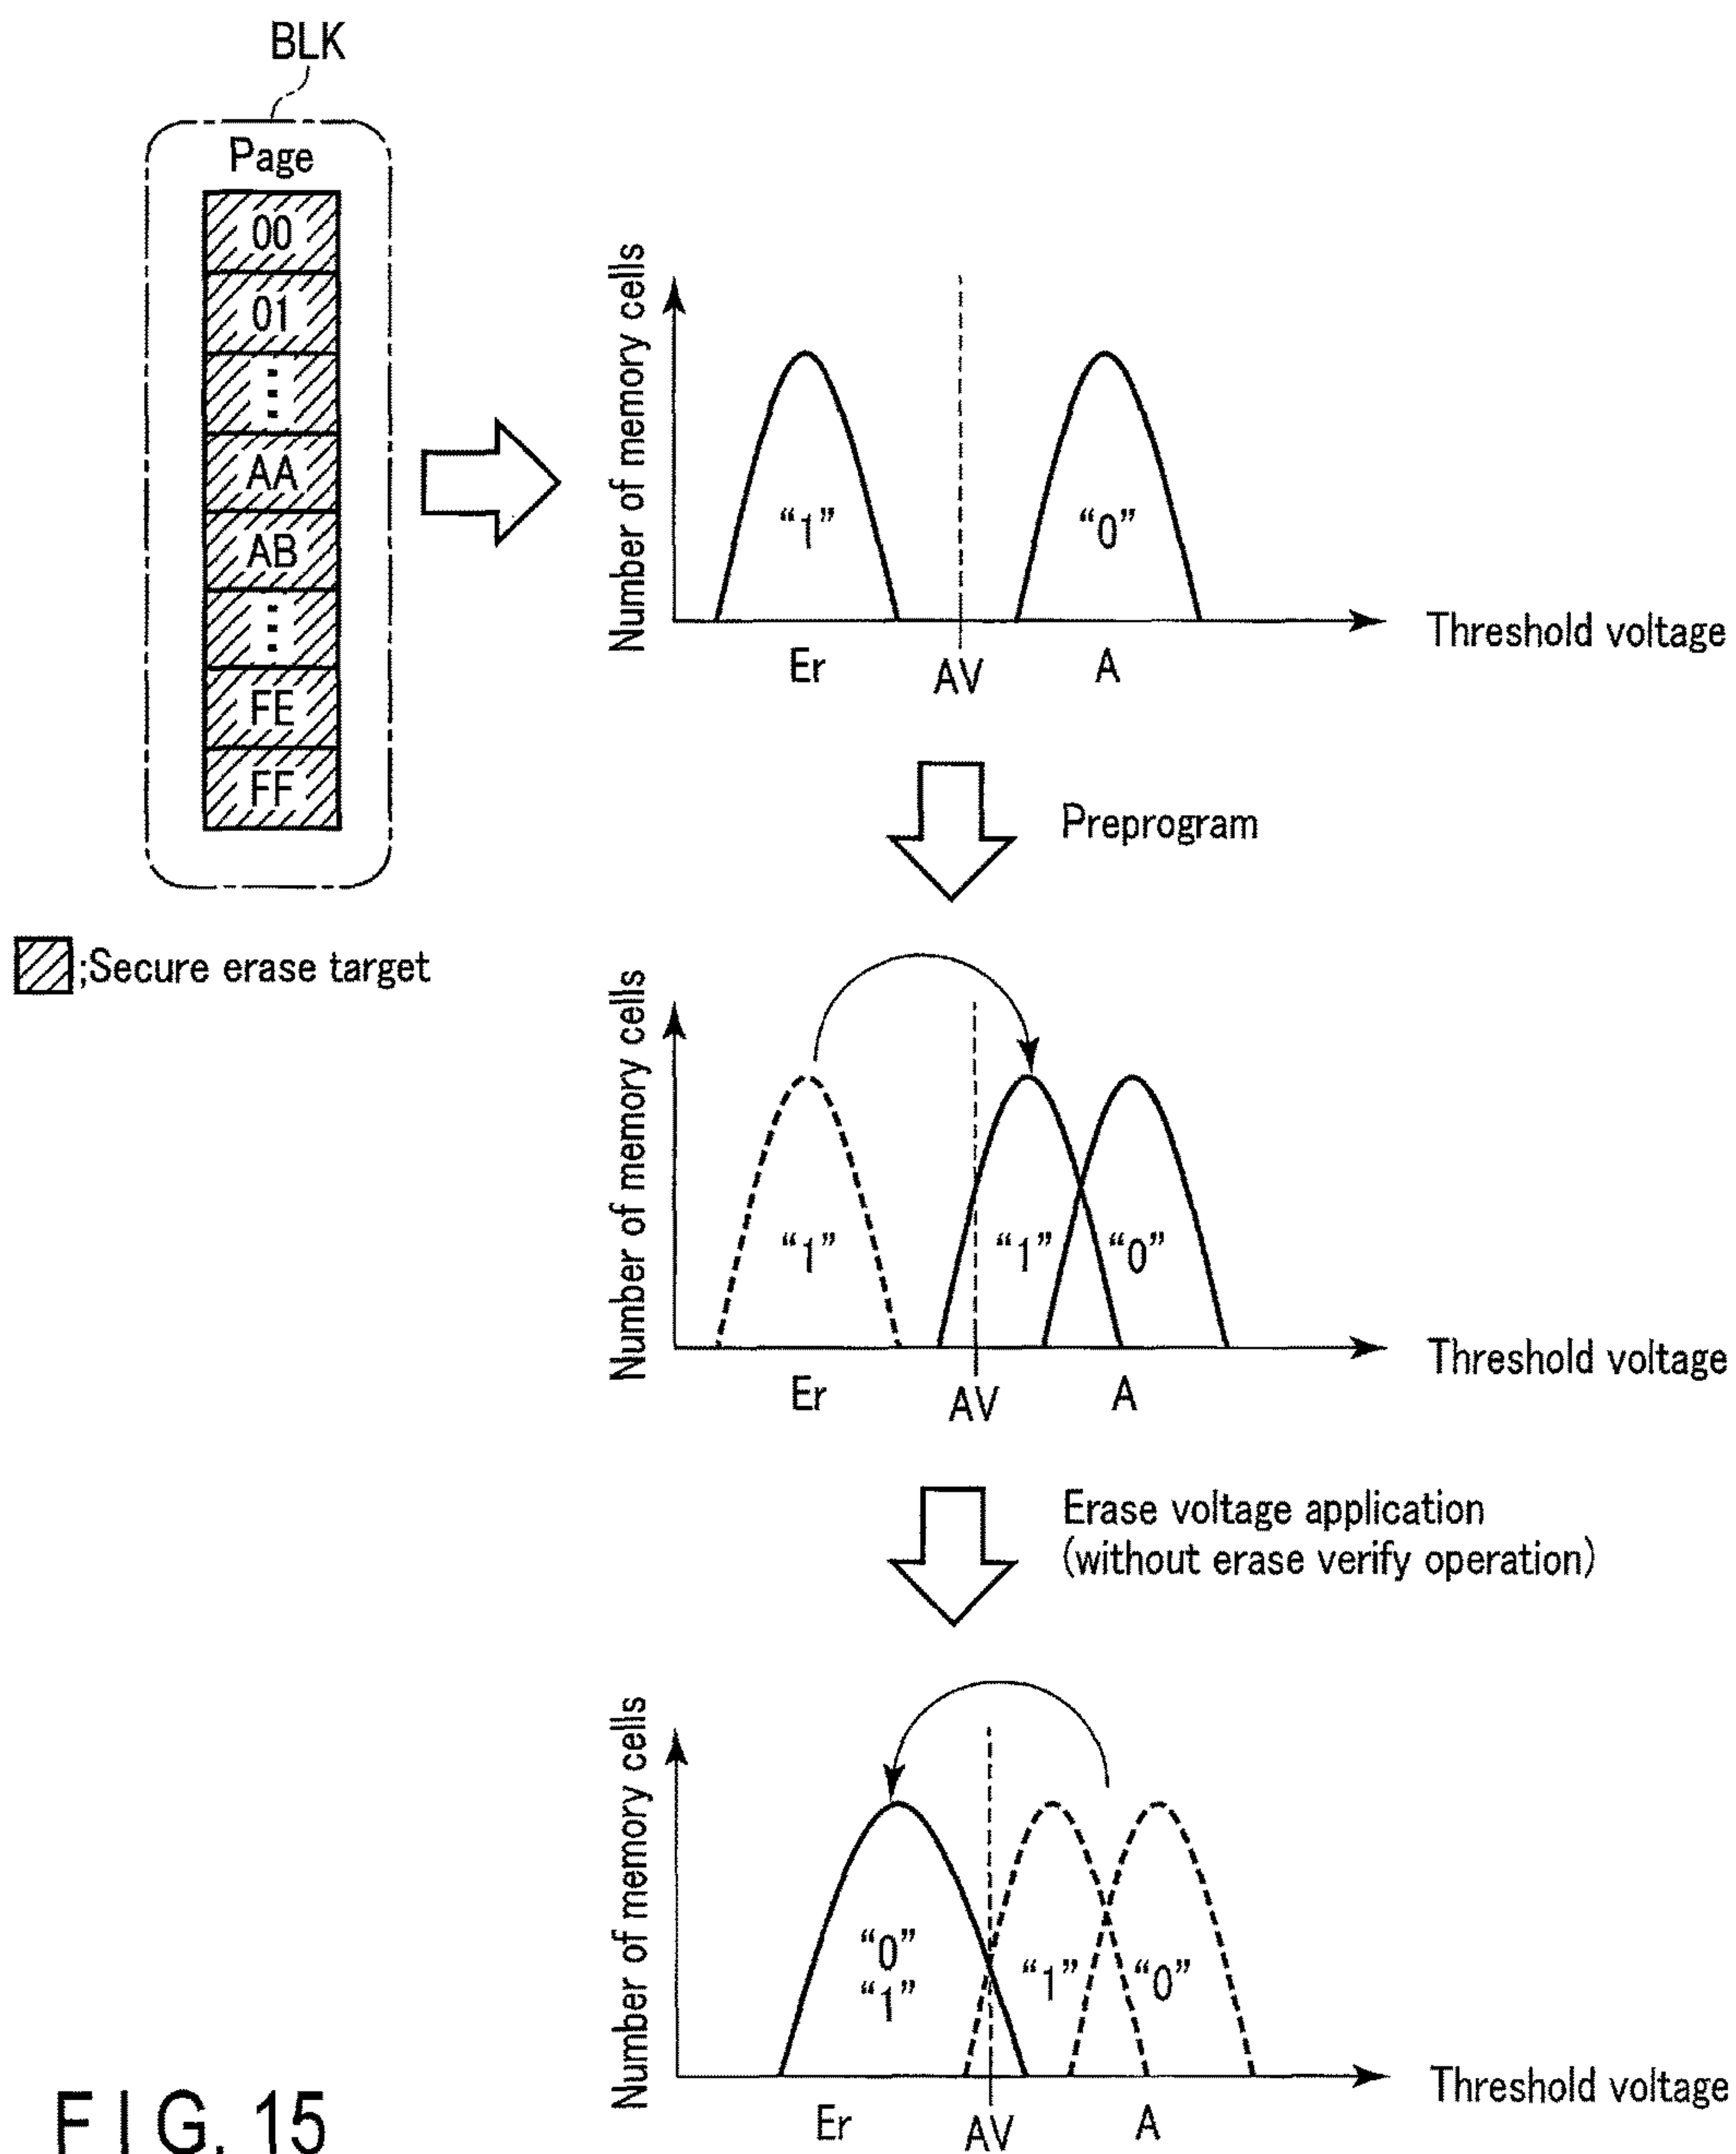 BLK
Page
00
01
⋮
AA
AB
⋮
FE
FF
;Secure erase target
Number of memory cells
“1”
“0”
Er
AV
A
Threshold voltage
Preprogram
Number of memory cells
“1”
“1”
“0”
Er
AV
A
Threshold voltage
Erase voltage application
(without erase verify operation)
Number of memory cells
“0”
“1”
“1”
“0”
Er
AV
A
Threshold voltage
FIG. 15